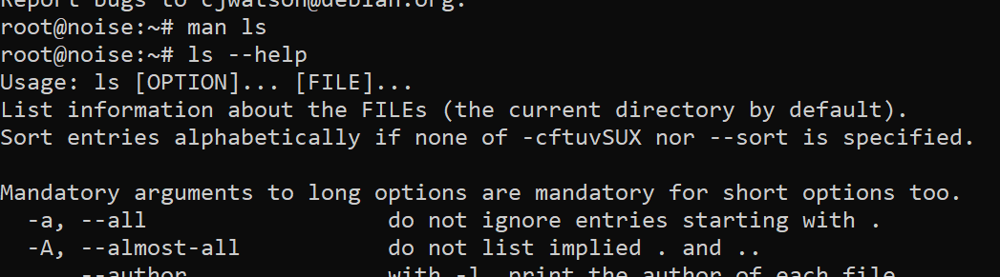 Report bugs to cjwatson@debian.org.
root@noise:~# man ls
root@noise:~# ls --help
Usage: ls [OPTION]... [FILE]...
List information about the FILEs (the current directory by default).
Sort entries alphabetically if none of -cftuvSUX nor --sort is specified.

Mandatory arguments to long options are mandatory for short options too.
  -a, --all                  do not ignore entries starting with .
  -A, --almost-all           do not list implied . and ..
      --author               with -l, print the author of each file